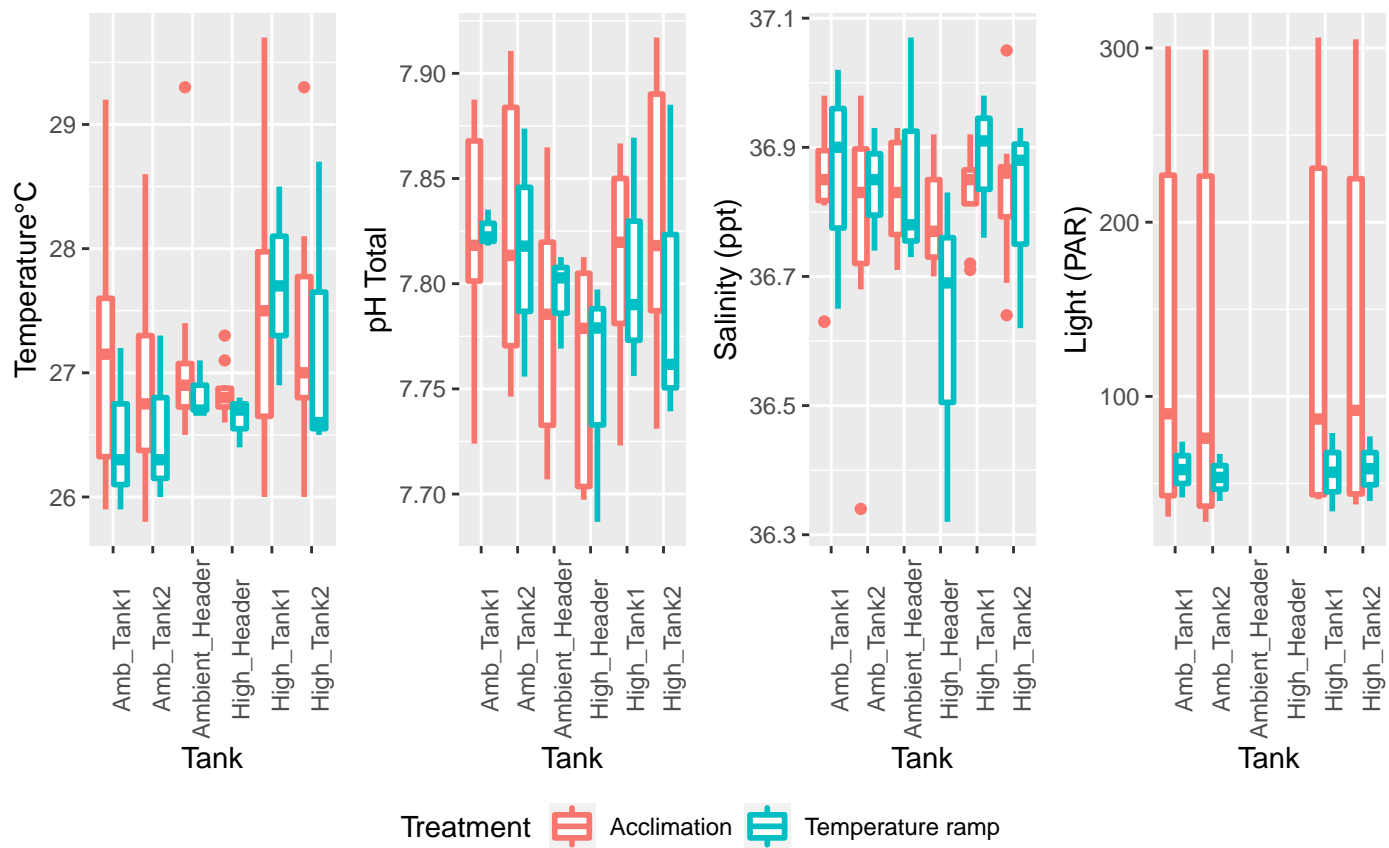 Temperature°C
29
28
27
26
Amb_Tank1
Amb_Tank2
Ambient_Header
High_Header
High_Tank1
High_Tank2
Tank
pH Total
7.90
7.85
7.80
7.75
7.70
Amb_Tank1
Amb_Tank2
Ambient_Header
High_Header
High_Tank1
High_Tank2
Tank
Salinity (ppt)
37.1
36.9
36.7
36.5
36.3
Amb_Tank1
Amb_Tank2
Ambient_Header
High_Header
High_Tank1
High_Tank2
Tank
Light (PAR)
300
200
100
Amb_Tank1
Amb_Tank2
Ambient_Header
High_Header
High_Tank1
High_Tank2
Tank
Treatment Acclimation Temperature ramp